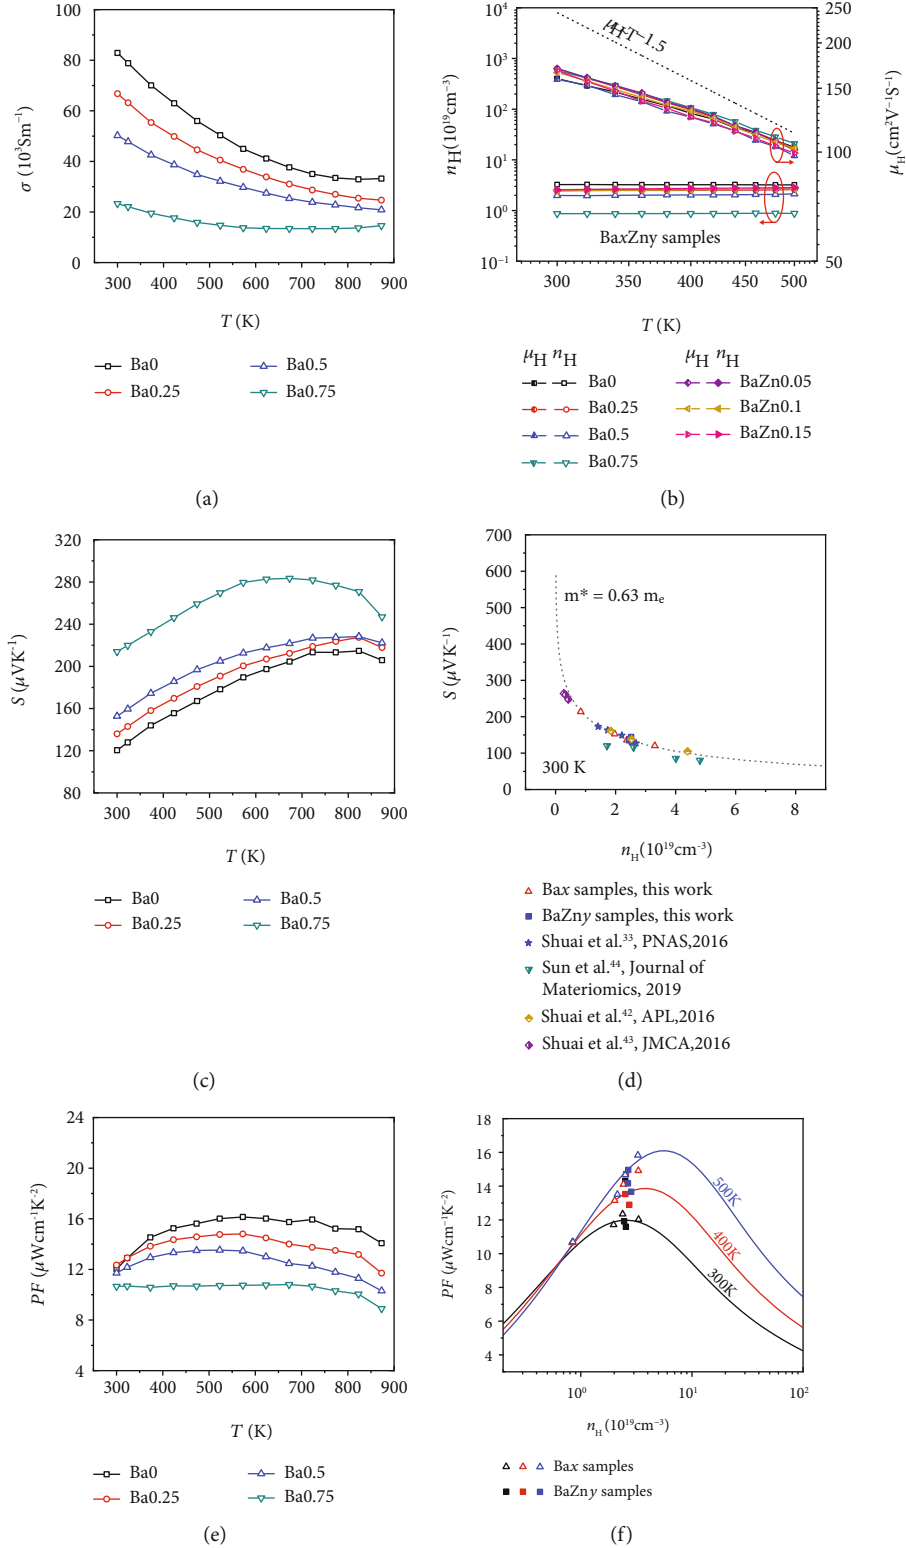 100
80
60
40
20
0
σ (10³Sm⁻¹)
300 400 500 600 700 800 900
T (K)
Ba0
Ba0.25
Ba0.5
Ba0.75
(a)
10⁴
10³
10²
10¹
10⁰
10⁻¹
n_H(10¹⁹cm⁻³)
μ_HT−1.5
BaxZny samples
250
200
150
100
50
μ_H(cm²V⁻¹S⁻¹)
300 350 400 450 500
T (K)
μ_H n_H
Ba0
Ba0.25
Ba0.5
Ba0.75
μ_H n_H
BaZn0.05
BaZn0.1
BaZn0.15
(b)
320
280
240
200
160
120
80
S (μVK⁻¹)
300 400 500 600 700 800 900
T (K)
Ba0
Ba0.25
Ba0.5
Ba0.75
(c)
700
600
500
400
300
200
100
0
S (μVK⁻¹)
m* = 0.63 mₑ
300 K
0 2 4 6 8
n_H(10¹⁹cm⁻³)
Bax samples, this work
BaZny samples, this work
Shuai et al.³³, PNAS,2016
Sun et al.⁴⁴, Journal of
Materiomics, 2019
Shuai et al.⁴², APL,2016
Shuai et al.⁴³, JMCA,2016
(d)
24
20
16
12
8
4
PF (μWcm⁻¹K⁻²)
300 400 500 600 700 800 900
T (K)
Ba0
Ba0.25
Ba0.5
Ba0.75
(e)
18
16
14
12
10
8
6
4
PF (μWcm⁻¹K⁻²)
500K
400K
300K
10⁰ 10¹ 10²
n_H (10¹⁹cm⁻³)
Bax samples
BaZny samples
(f)